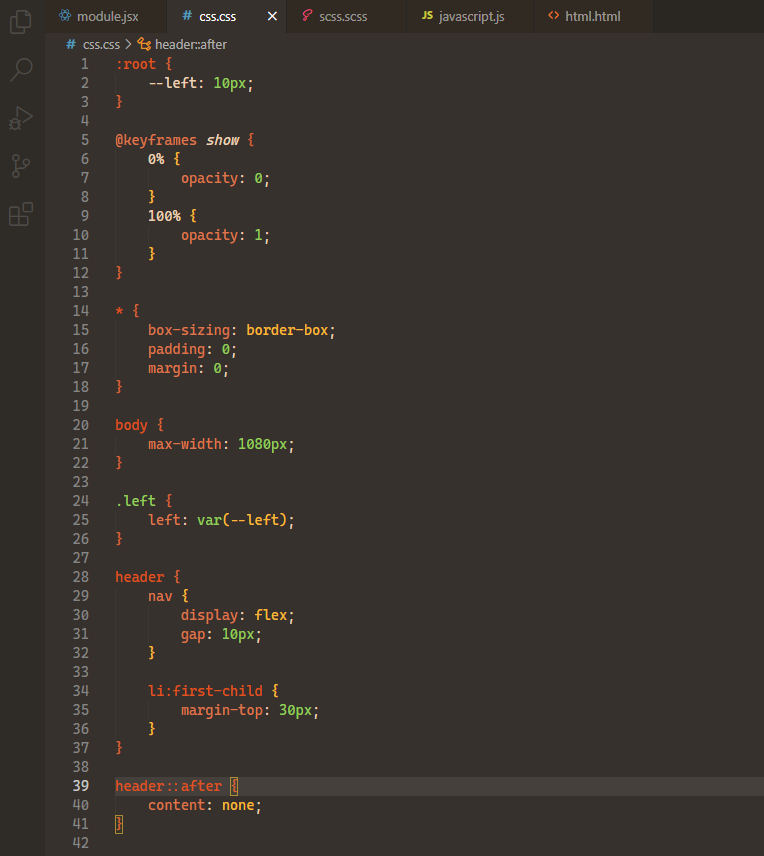 module.jsx # css.css × scss.scss JS javascript.js <> html.html
# css.css > header::after
1 :root {
2     --left: 10px;
3 }
4
5 @keyframes show {
6     0% {
7         opacity: 0;
8     }
9     100% {
10         opacity: 1;
11     }
12 }
13
14 * {
15     box-sizing: border-box;
16     padding: 0;
17     margin: 0;
18 }
19
20 body {
21     max-width: 1080px;
22 }
23
24 .left {
25     left: var(--left);
26 }
27
28 header {
29     nav {
30         display: flex;
31         gap: 10px;
32     }
33
34     li:first-child {
35         margin-top: 30px;
36     }
37 }
38
39 header::after {
40     content: none;
41 }
42